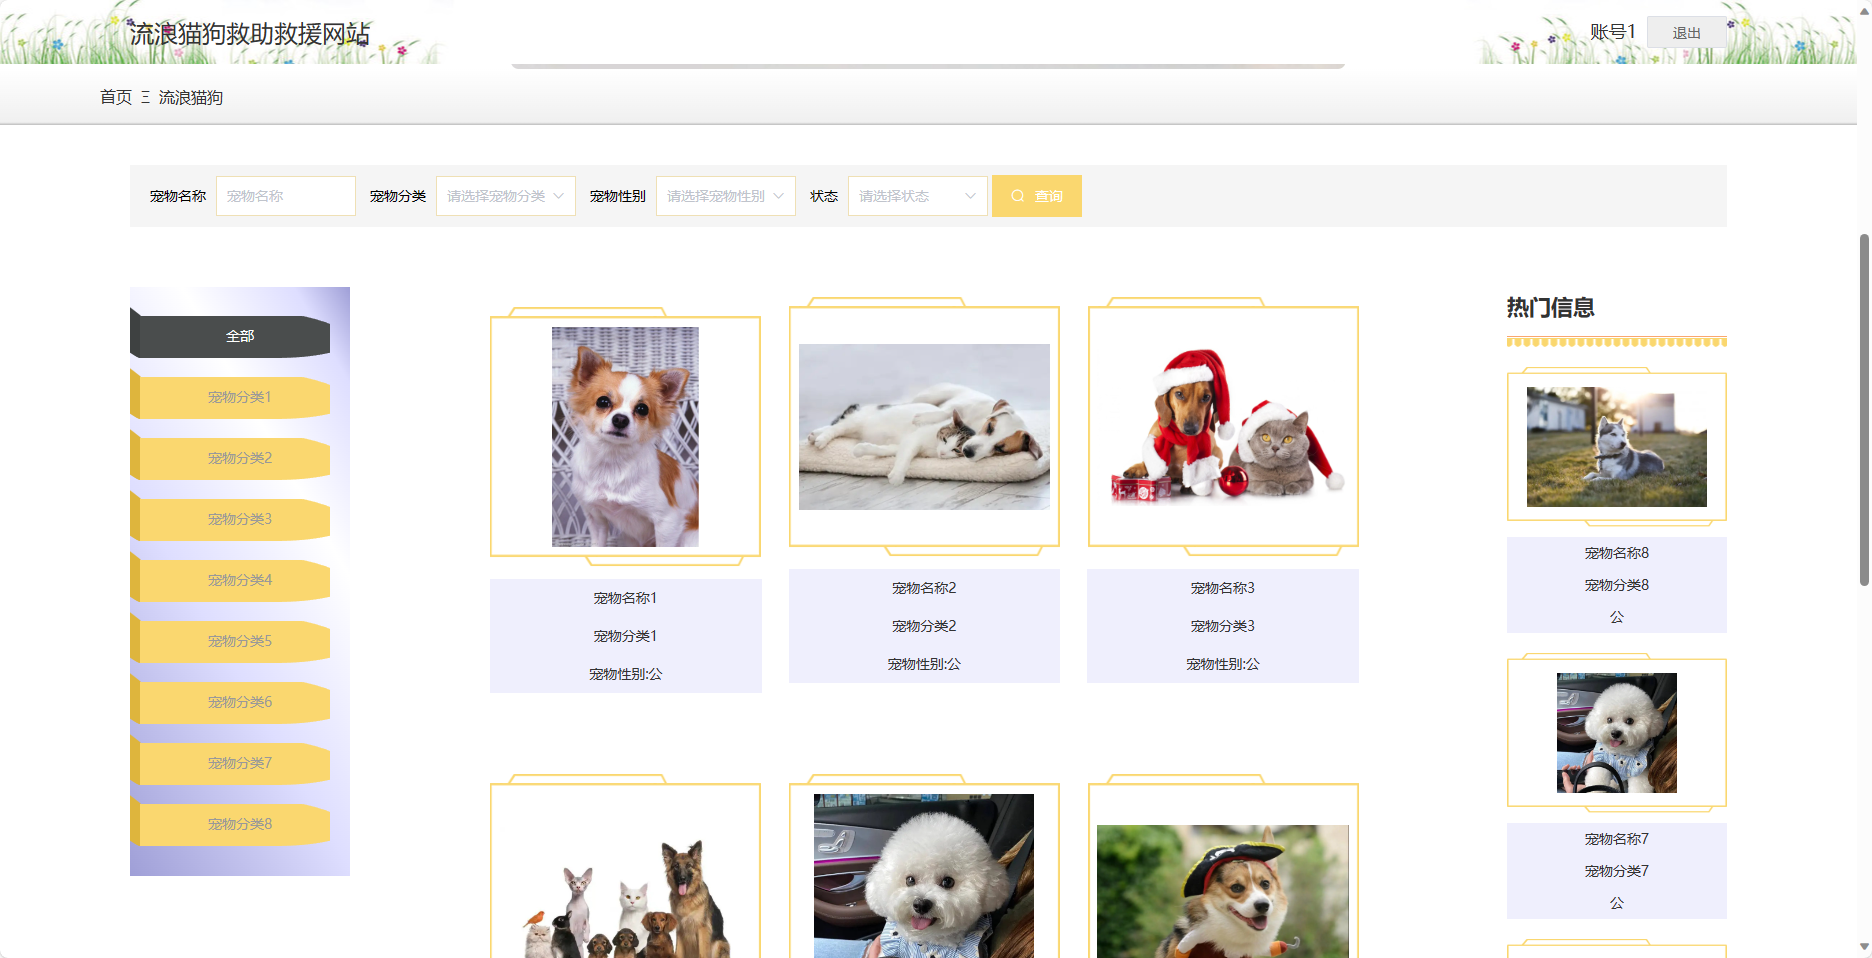 流浪猫狗救助救援网站
账号1 退出
首页 Ξ 流浪猫狗
宠物名称 宠物名称 宠物分类 请选择宠物分类 宠物性别 请选择宠物性别 状态 请选择状态 查询
全部
宠物分类1
宠物分类2
宠物分类3
宠物分类4
宠物分类5
宠物分类6
宠物分类7
宠物分类8
宠物名称1
宠物分类1
宠物性别:公
宠物名称2
宠物分类2
宠物性别:公
宠物名称3
宠物分类3
宠物性别:公
热门信息
宠物名称8
宠物分类8
公
宠物名称7
宠物分类7
公